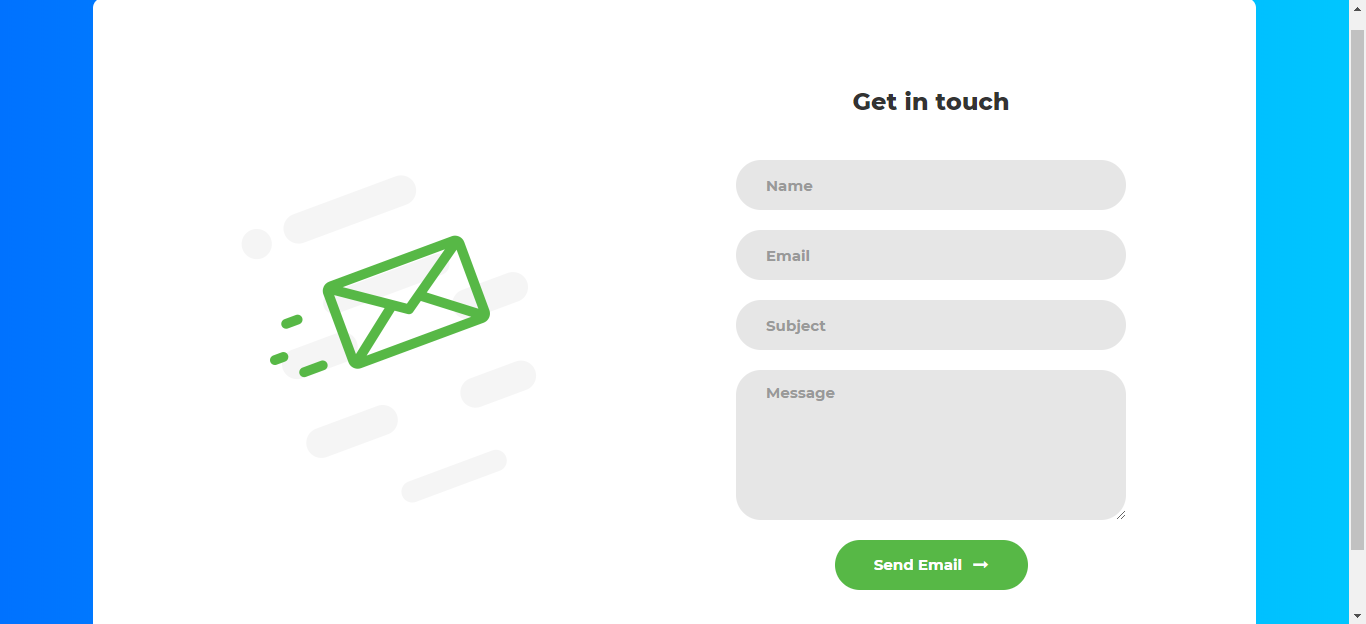 Get in touch
Name
Email
Subject
Message
Send Email